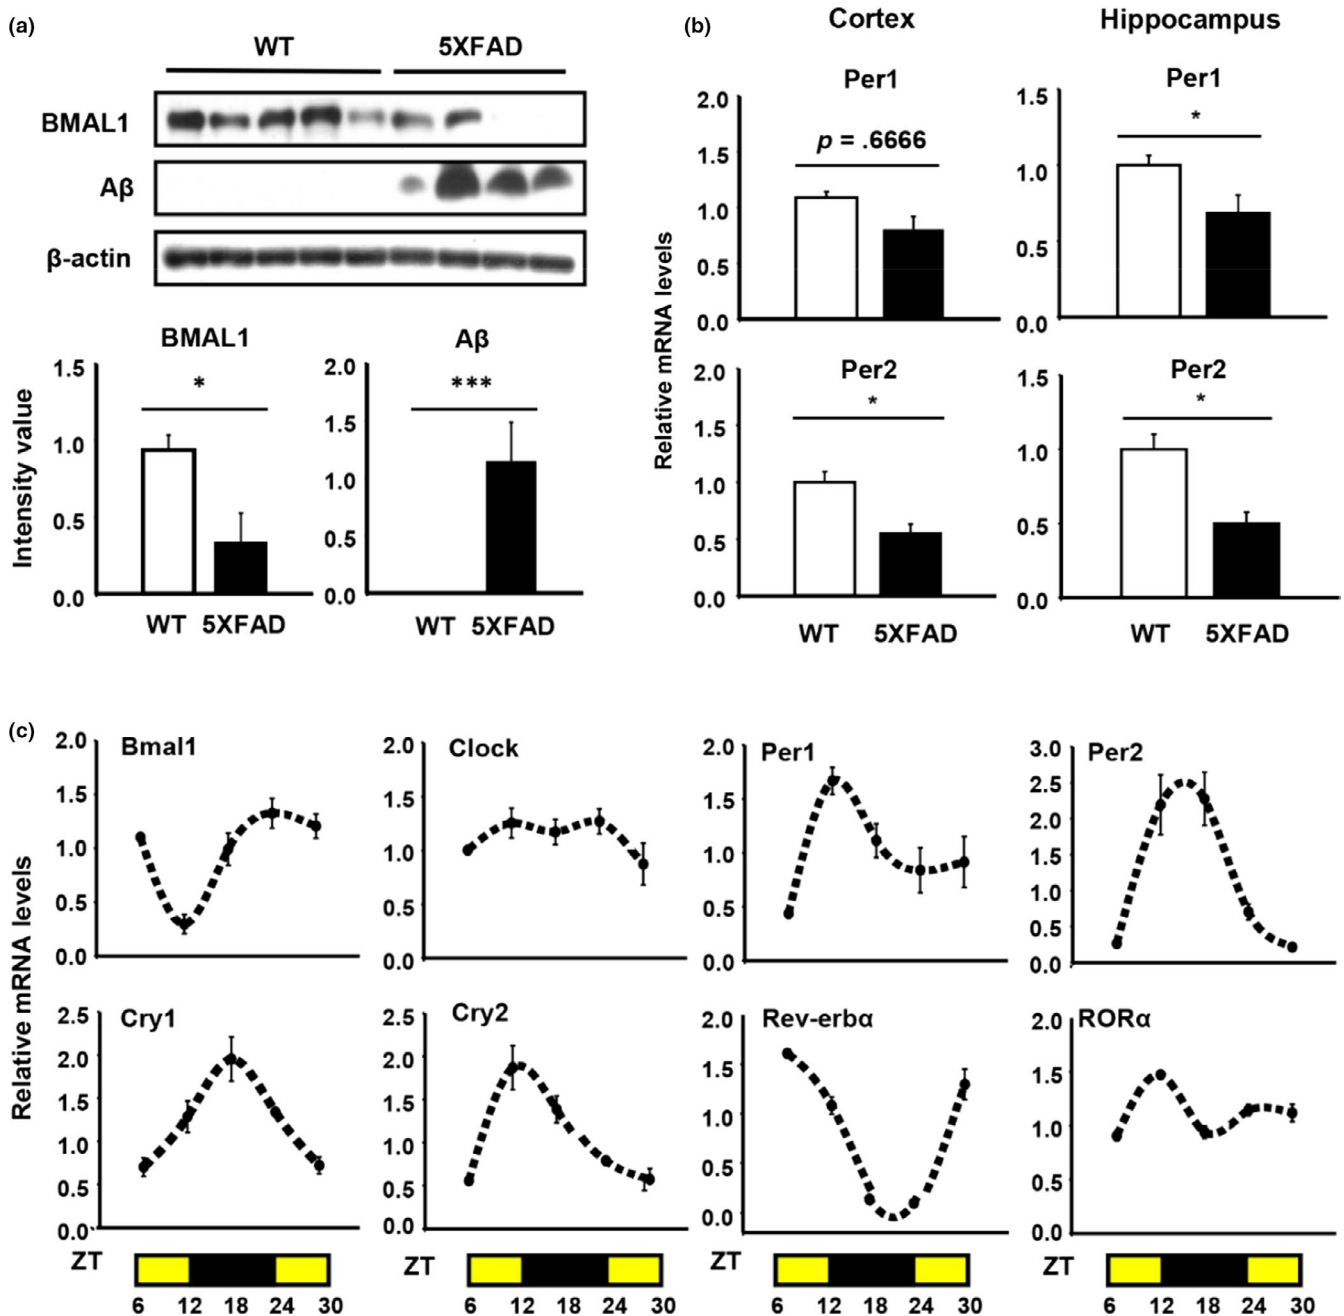 (a)
WT 5XFAD
BMAL1
Aβ
β-actin
BMAL1
Aβ
Intensity value
1.5
1.0
0.5
0.0
*
WT 5XFAD
2.0
1.5
1.0
0.5
0.0
***
WT 5XFAD
(b)
Cortex
Hippocampus
Relative mRNA levels
Per1
2.0
1.5
1.0
0.5
0.0
p = .6666
Per1
1.5
1.0
0.5
0.0
*
Per2
2.0
1.5
1.0
0.5
0.0
*
WT 5XFAD
Per2
1.5
1.0
0.5
0.0
*
WT 5XFAD
(c)
Relative mRNA levels
Bmal1
2.0
1.5
1.0
0.5
0.0
Clock
2.0
1.5
1.0
0.5
0.0
Per1
2.0
1.5
1.0
0.5
0.0
Per2
3.0
2.5
2.0
1.5
1.0
0.5
0.0
Cry1
2.5
2.0
1.5
1.0
0.5
0.0
Cry2
2.5
2.0
1.5
1.0
0.5
0.0
Rev-erbα
2.0
1.5
1.0
0.5
0.0
RORα
2.0
1.5
1.0
0.5
0.0
ZT
6 12 18 24 30
ZT
6 12 18 24 30
ZT
6 12 18 24 30
ZT
6 12 18 24 30